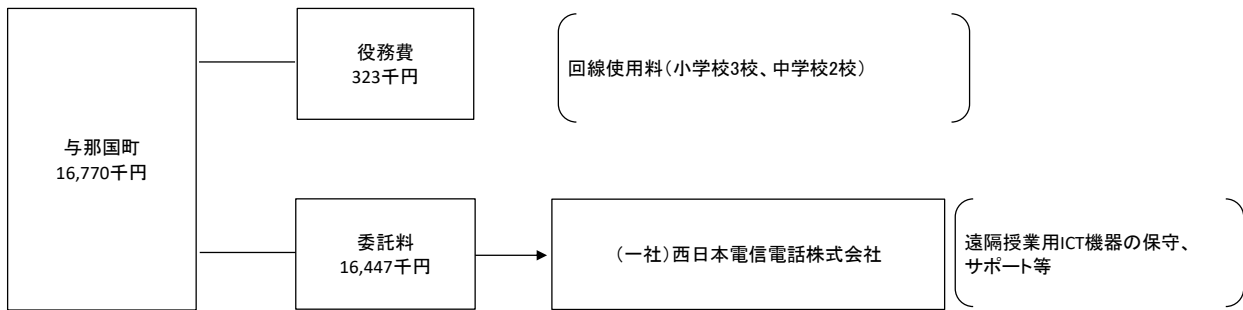 与那国町
16,770千円
役務費
323千円
回線使用料（小学校3校、中学校2校）
委託料
16,447千円
（一社）西日本電信電話株式会社
遠隔授業用ICT機器の保守、
サポート等